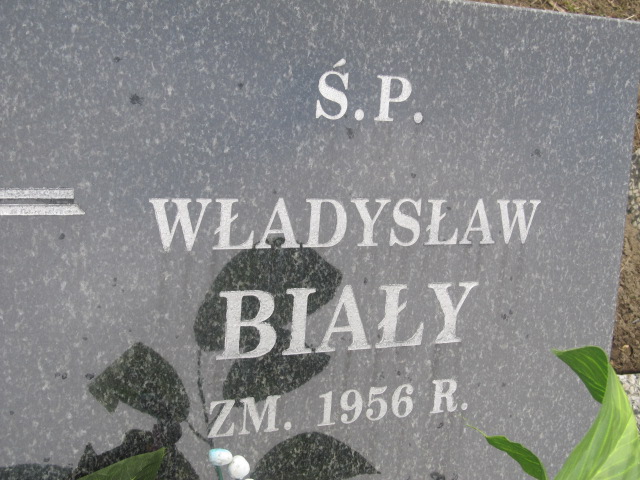 Ś.P.
WŁADYSŁAW
BIAŁY
ZM. 1956 R.